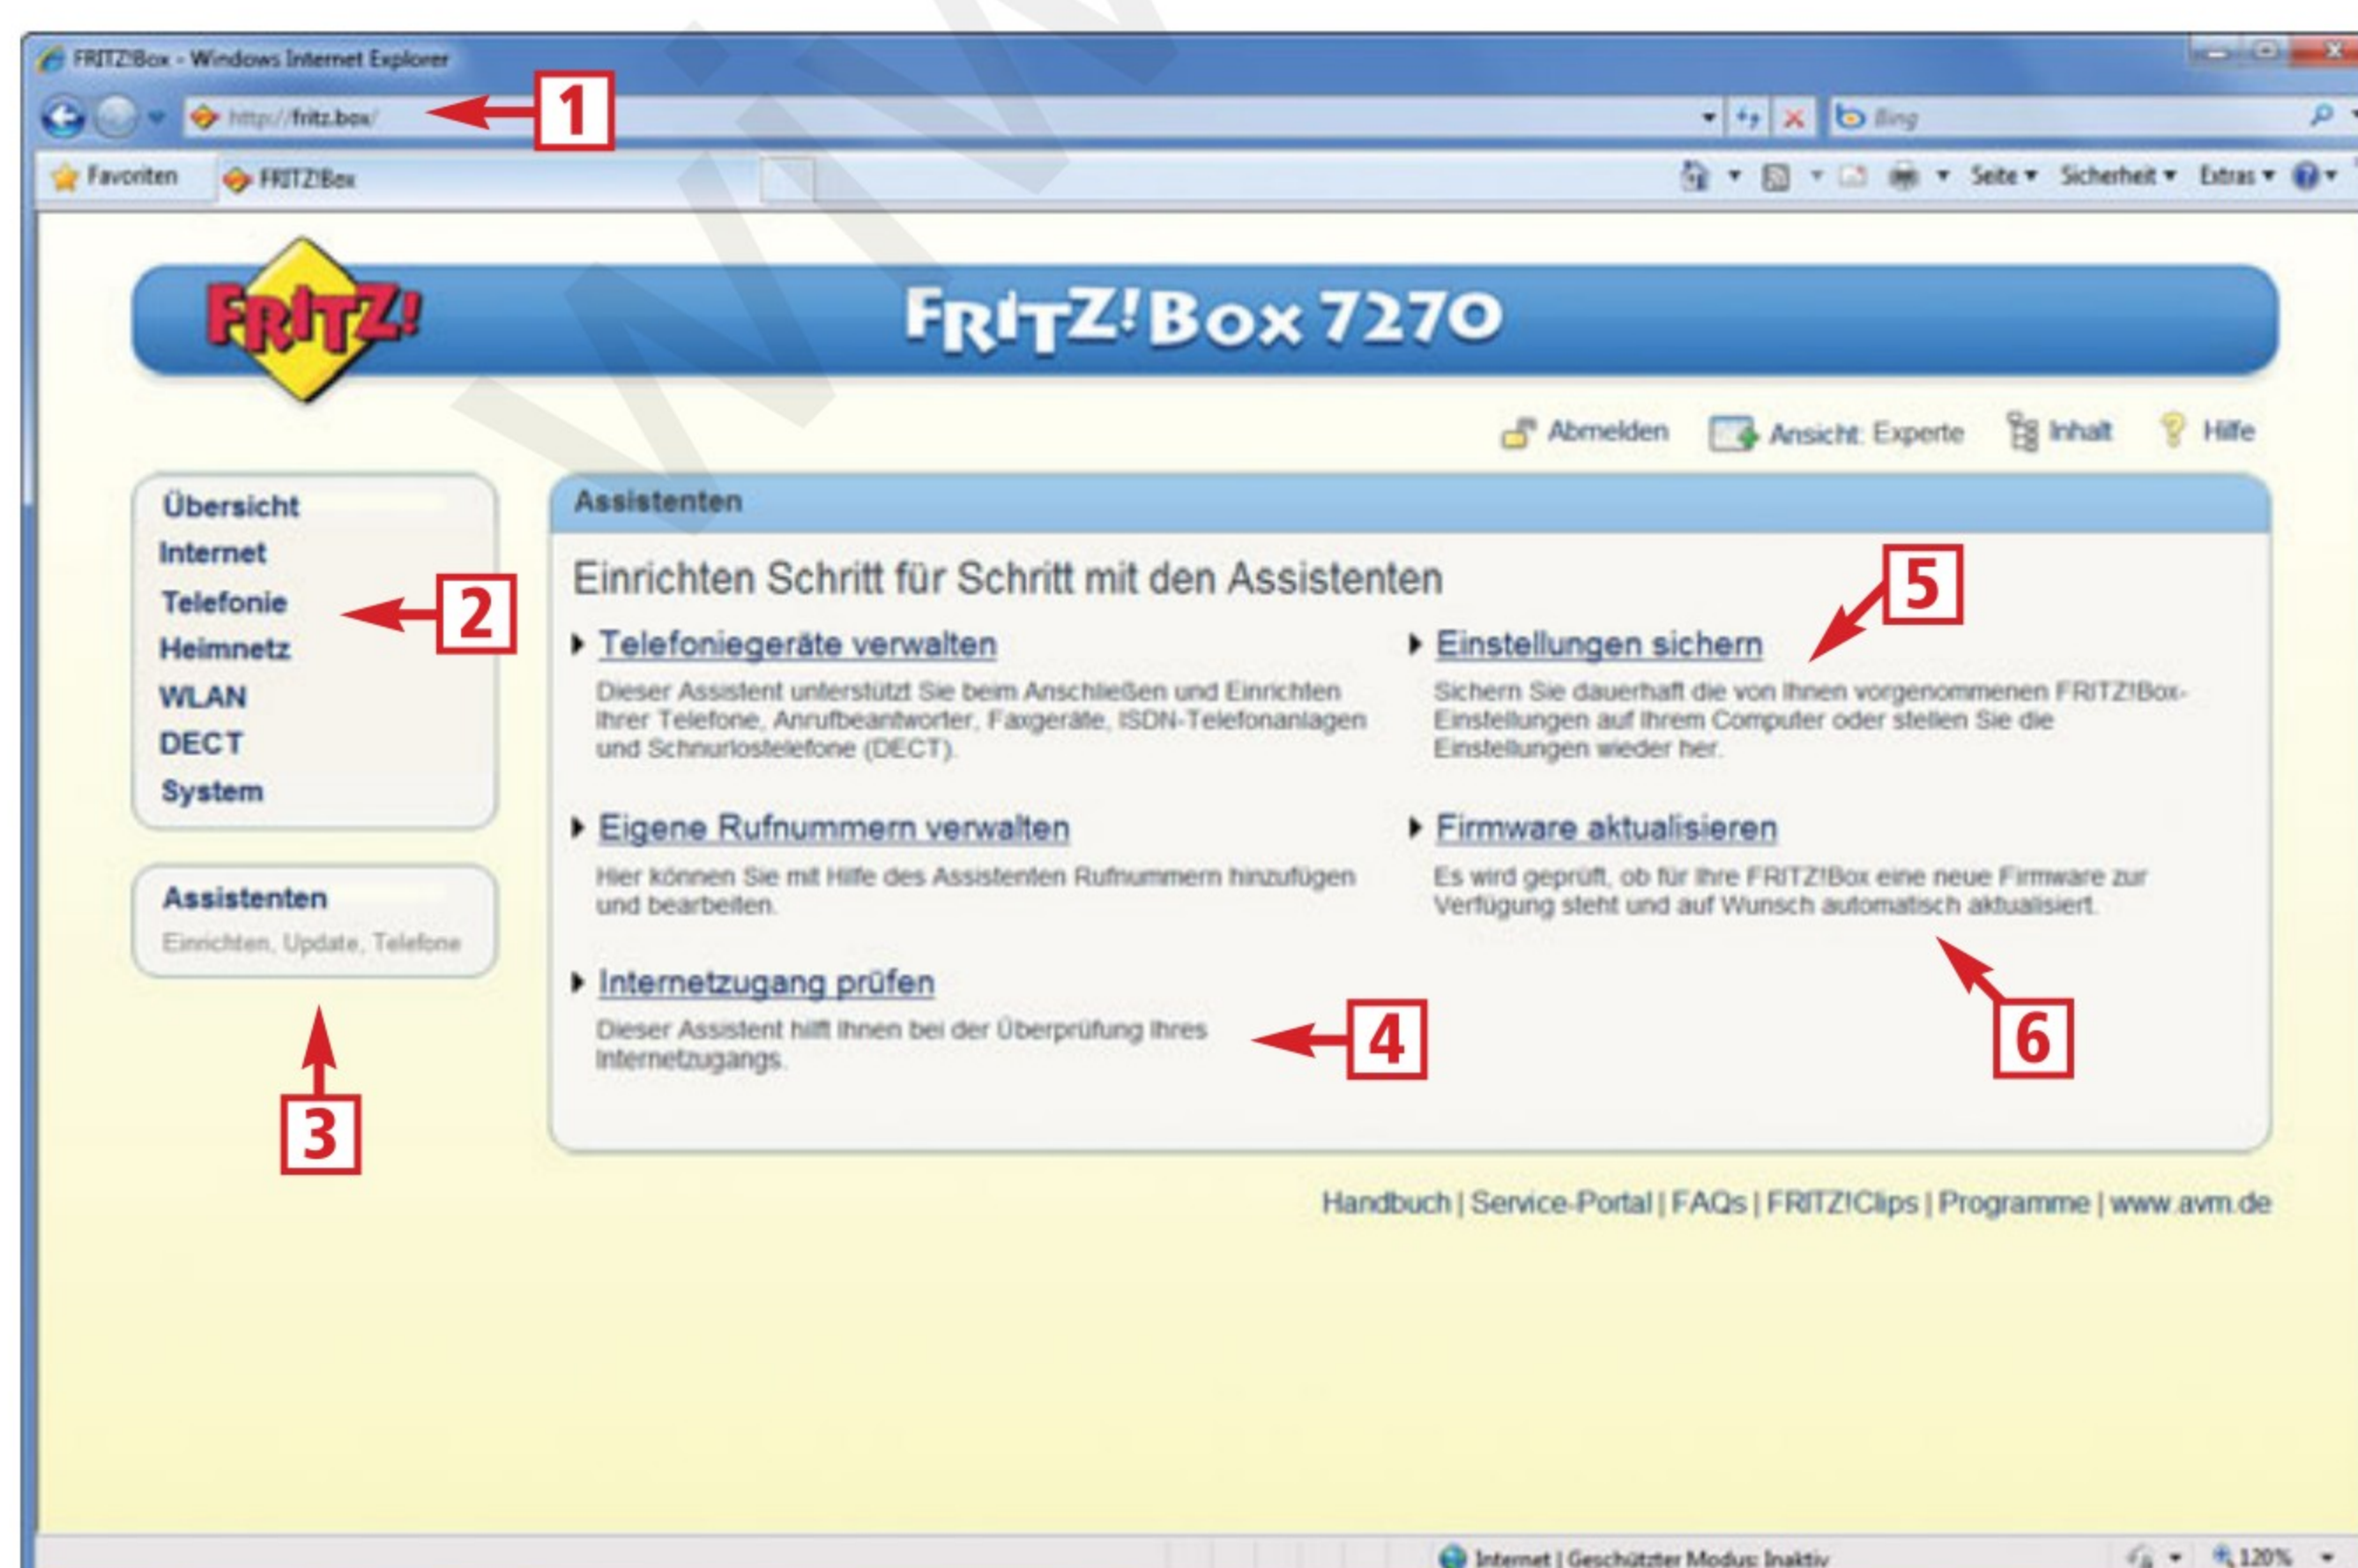 FRITZ!Box - Windows Internet Explorer
http://fritz.box/
1
Bing
Favoriten
FRITZ!Box
Seite
Sicherheit
Extras
FRITZ!
FRITZ!Box 7270
Abmelden
Ansicht: Experte
Inhalt
Hilfe
Übersicht
Internet
Telefonie
Heimnetz
WLAN
DECT
System
2
Assistenten
Einrichten, Update, Telefone
3
Assistenten
Einrichten Schritt für Schritt mit den Assistenten
Telefoniegeräte verwalten
Dieser Assistent unterstützt Sie beim Anschließen und Einrichten
Ihrer Telefone, Anrufbeantworter, Faxgeräte, ISDN-Telefonanlagen
und Schnurlostelefone (DECT).
Eigene Rufnummern verwalten
Hier können Sie mit Hilfe des Assistenten Rufnummern hinzufügen
und bearbeiten.
Internetzugang prüfen
Dieser Assistent hilft Ihnen bei der Überprüfung Ihres
Internetzugangs.
4
5
Einstellungen sichern
Sichern Sie dauerhaft die von Ihnen vorgenommenen FRITZ!Box-
Einstellungen auf Ihrem Computer oder stellen Sie die
Einstellungen wieder her.
Firmware aktualisieren
Es wird geprüft, ob für Ihre FRITZ!Box eine neue Firmware zur
Verfügung steht und auf Wunsch automatisch aktualisiert.
6
Handbuch | Service-Portal | FAQs | FRITZ!Clips | Programme | www.avm.de
Internet | Geschützter Modus: Inaktiv
120%